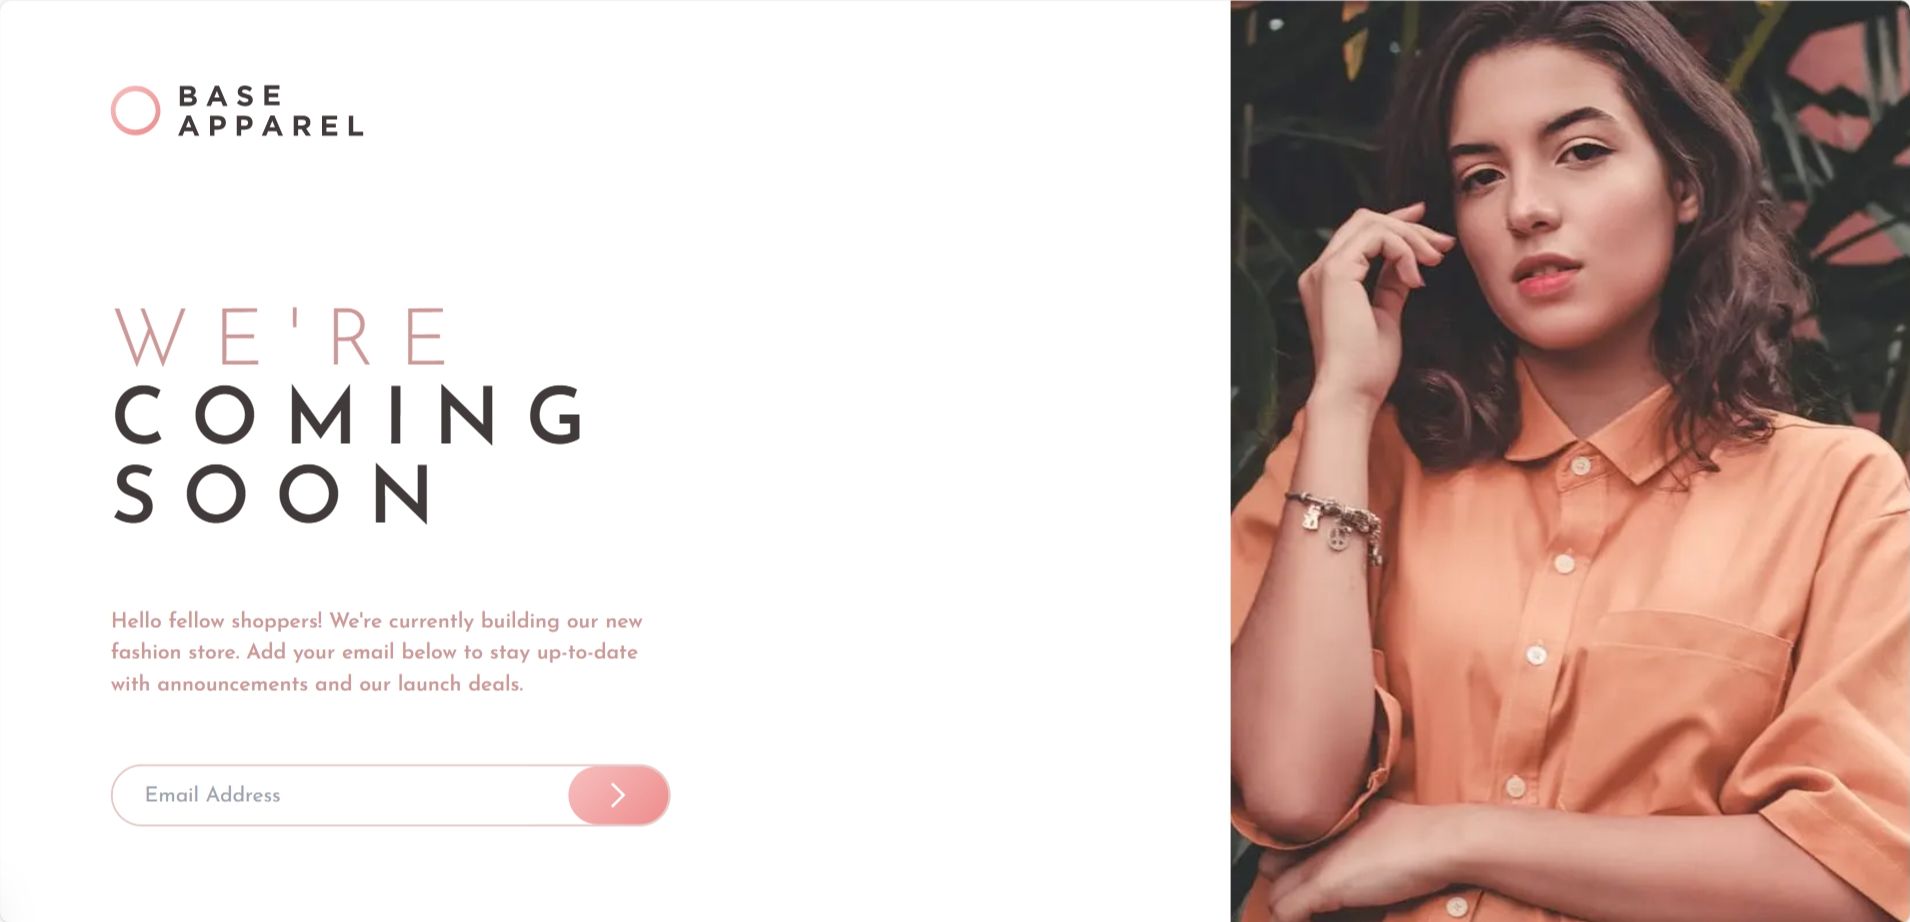 BASE
APPAREL
WE'RE
COMING
SOON
Hello fellow shoppers! We're currently building our new
fashion store. Add your email below to stay up-to-date
with announcements and our launch deals.
Email Address